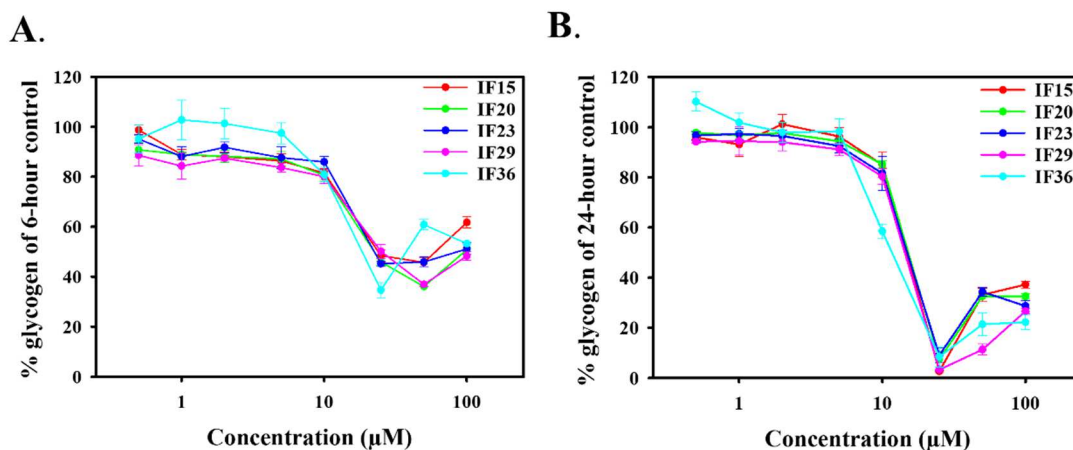 A.
% glycogen of 6-hour control
120
100
80
60
40
20
0
IF15
IF20
IF23
IF29
IF36
1
10
100
Concentration (µM)
B.
% glycogen of 24-hour control
120
100
80
60
40
20
0
IF15
IF20
IF23
IF29
IF36
1
10
100
Concentration (µM)